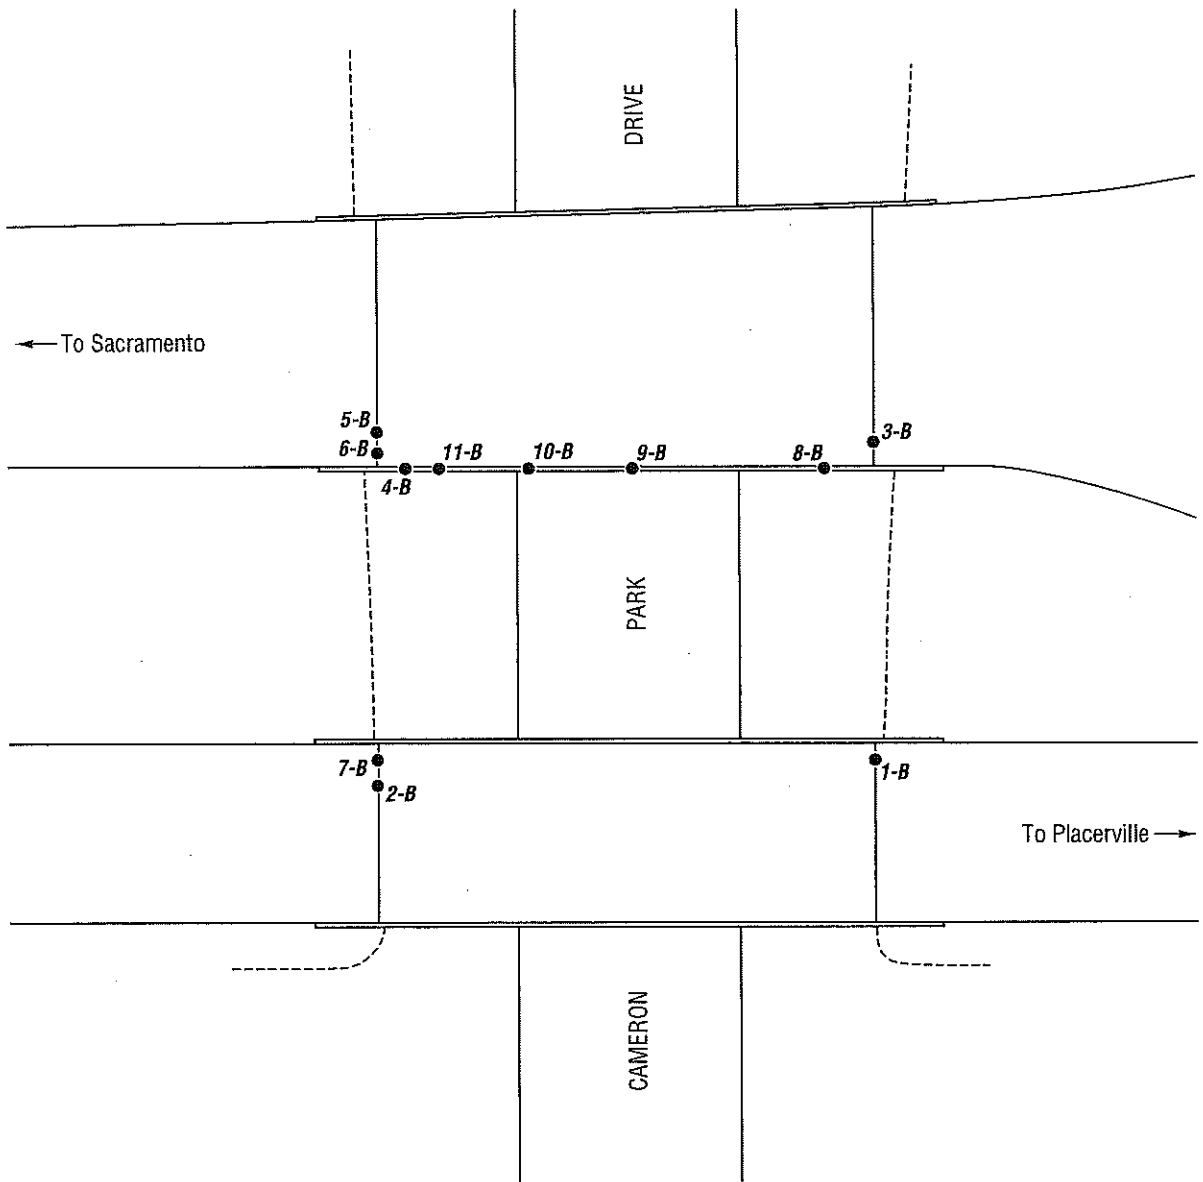 DRIVE
To Sacramento
5-B
3-B
6-B
11-B
10-B
9-B
8-B
4-B
PARK
7-B
1-B
2-B
To Placerville
CAMERON